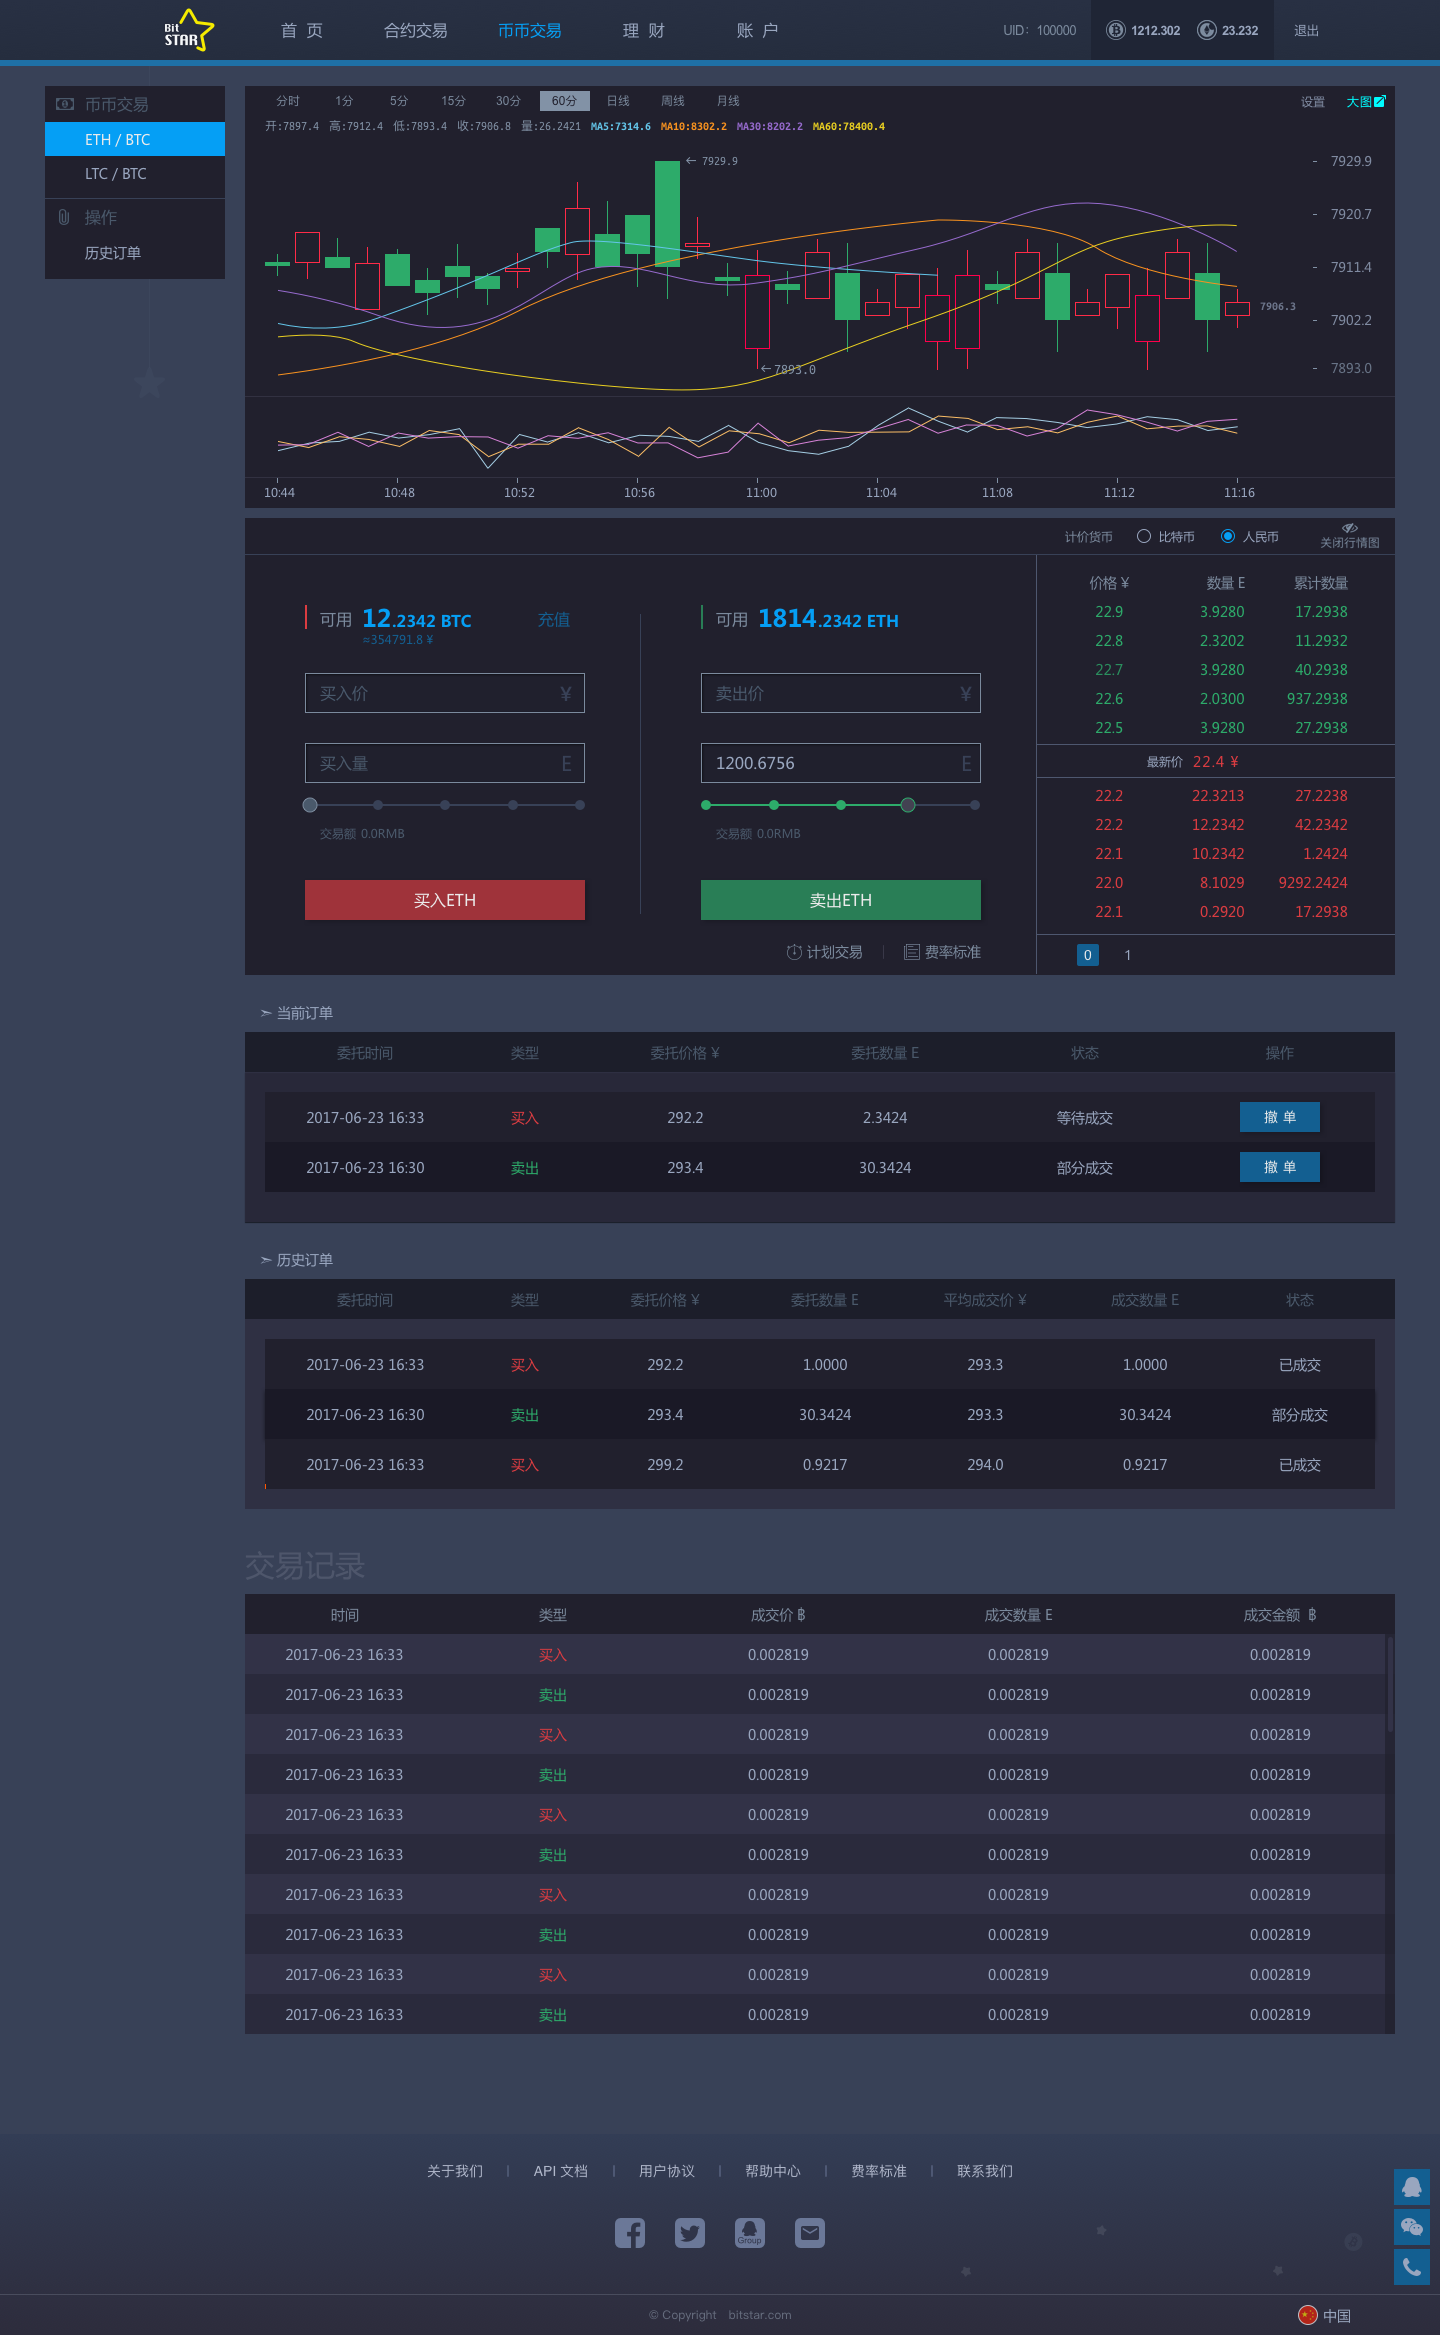 Bit
STAR
首 页 合约交易 币币交易 理 财 账 户 UID: 100000 1212.302 23.232 退出
币币交易
ETH / BTC
LTC / BTC
操作
历史订单
分时 1分 5分 15分 30分 60分 日线 周线 月线 设置 大图
开:7897.4 高:7912.4 低:7893.4 收:7906.8 量:26.2421 MA5:7314.6 MA10:8302.2 MA30:8202.2 MA60:78400.4
7929.9
- 7929.9
- 7920.7
- 7911.4
7906.3
- 7902.2
7893.0
- 7893.0
10:44 10:48 10:52 10:56 11:00 11:04 11:08 11:12 11:16
计价货币 比特币 人民币 关闭行情图
可用 12.2342 BTC 充值
≈354791.8 ¥
买入价 ¥
买入量 E
交易额 0.0RMB
买入ETH
可用 1814.2342 ETH
卖出价 ¥
1200.6756 E
交易额 0.0RMB
卖出ETH
计划交易 | 费率标准
价格 ¥ 数量 E 累计数量
22.9 3.9280 17.2938
22.8 2.3202 11.2932
22.7 3.9280 40.2938
22.6 2.0300 937.2938
22.5 3.9280 27.2938
最新价 22.4 ¥
22.2 22.3213 27.2238
22.2 12.2342 42.2342
22.1 10.2342 1.2424
22.0 8.1029 9292.2424
22.1 0.2920 17.2938
0 1
➣ 当前订单
委托时间 类型 委托价格 ¥ 委托数量 E 状态 操作
2017-06-23 16:33 买入 292.2 2.3424 等待成交 撤 单
2017-06-23 16:30 卖出 293.4 30.3424 部分成交 撤 单
➣ 历史订单
委托时间 类型 委托价格 ¥ 委托数量 E 平均成交价 ¥ 成交数量 E 状态
2017-06-23 16:33 买入 292.2 1.0000 293.3 1.0000 已成交
2017-06-23 16:30 卖出 293.4 30.3424 293.3 30.3424 部分成交
2017-06-23 16:33 买入 299.2 0.9217 294.0 0.9217 已成交
交易记录
时间 类型 成交价 ฿ 成交数量 E 成交金额 ฿
2017-06-23 16:33 买入 0.002819 0.002819 0.002819
2017-06-23 16:33 卖出 0.002819 0.002819 0.002819
2017-06-23 16:33 买入 0.002819 0.002819 0.002819
2017-06-23 16:33 卖出 0.002819 0.002819 0.002819
2017-06-23 16:33 买入 0.002819 0.002819 0.002819
2017-06-23 16:33 卖出 0.002819 0.002819 0.002819
2017-06-23 16:33 买入 0.002819 0.002819 0.002819
2017-06-23 16:33 卖出 0.002819 0.002819 0.002819
2017-06-23 16:33 买入 0.002819 0.002819 0.002819
2017-06-23 16:33 卖出 0.002819 0.002819 0.002819
关于我们 | API 文档 | 用户协议 | 帮助中心 | 费率标准 | 联系我们
Group
© Copyright bitstar.com 中国